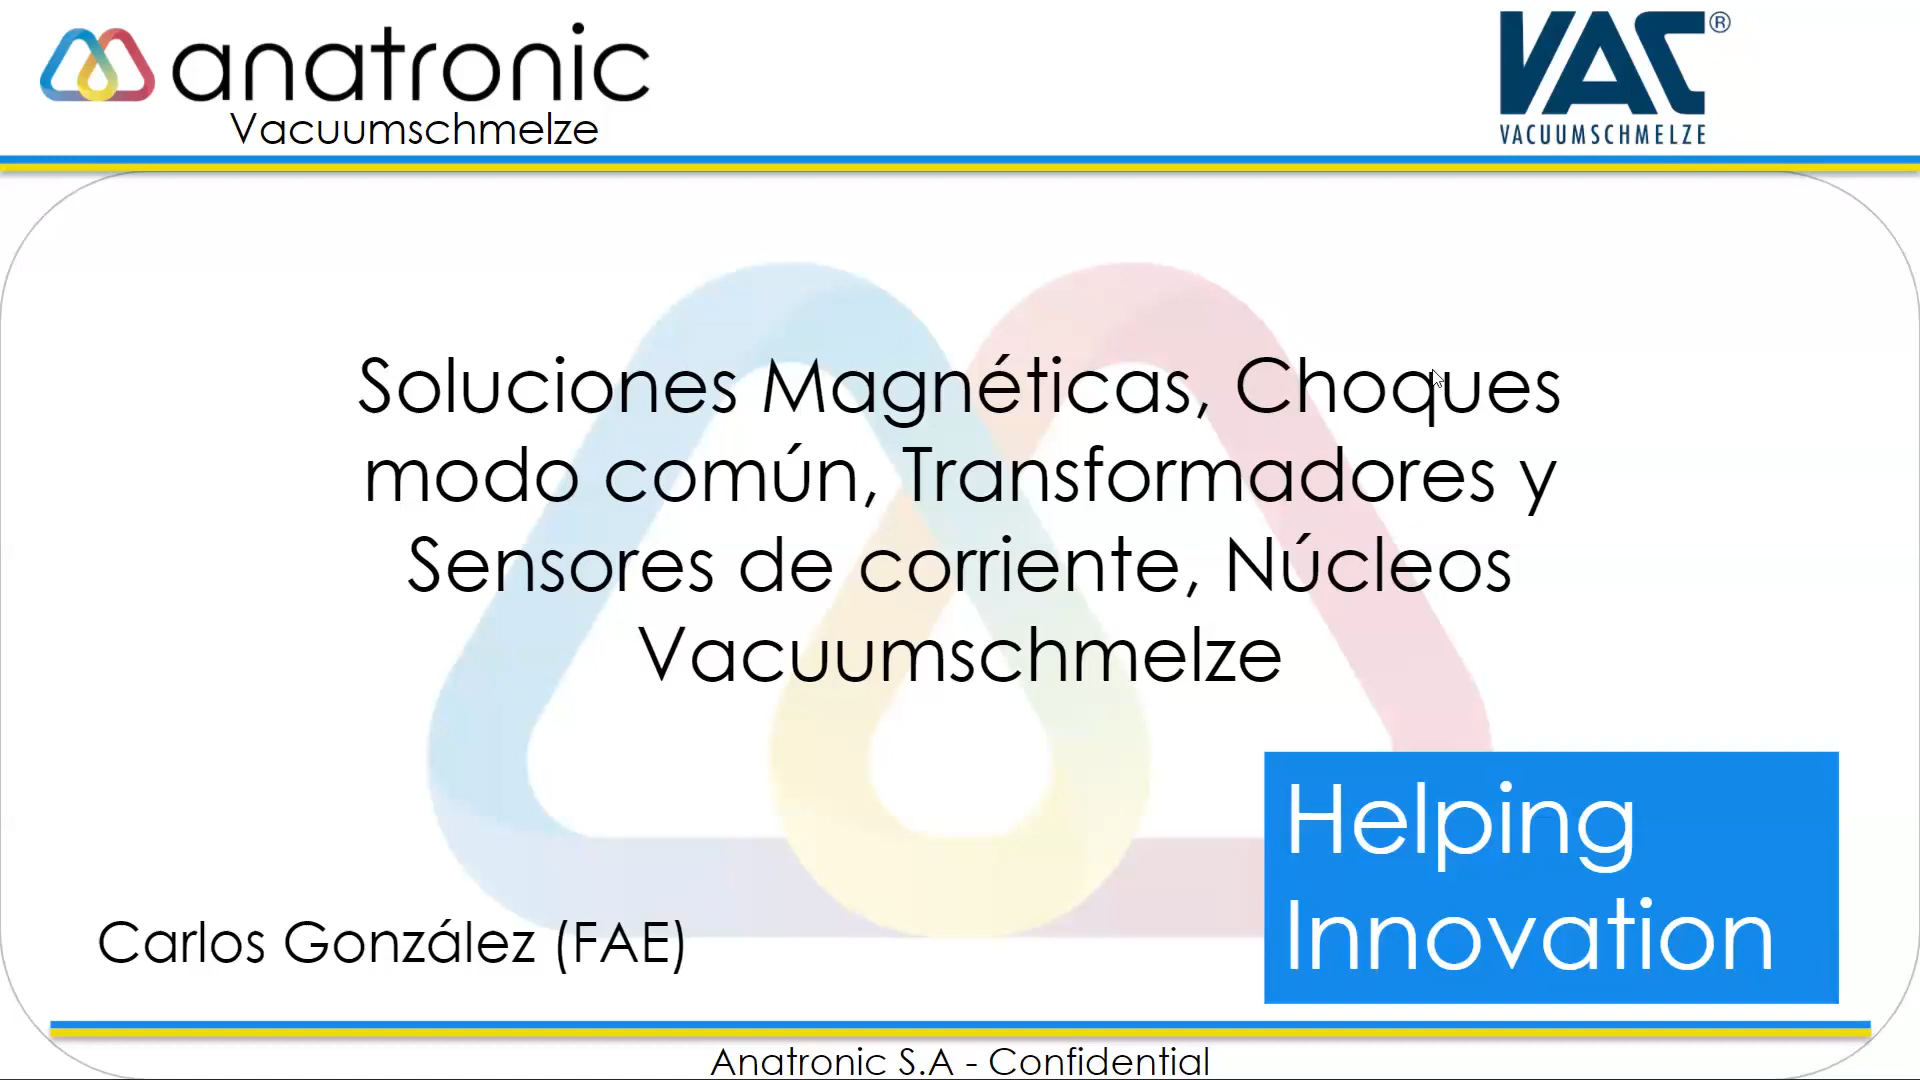 anatronic
Vacuumschmelze
VAC®
VACUUMSCHMELZE
Soluciones Magnéticas, Choques
modo común, Transformadores y
Sensores de corriente, Núcleos
Vacuumschmelze
Helping
Innovation
Carlos González (FAE)
Anatronic S.A - Confidential